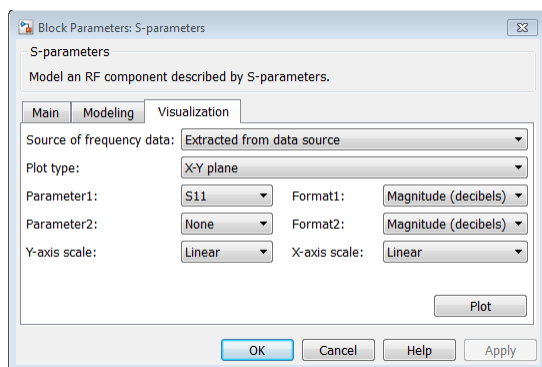 Block Parameters: S-parameters
S-parameters
Model an RF component described by S-parameters.
Main Modeling Visualization
Source of frequency data: Extracted from data source
Plot type: X-Y plane
Parameter1: S11 Format1: Magnitude (decibels)
Parameter2: None Format2: Magnitude (decibels)
Y-axis scale: Linear X-axis scale: Linear
Plot
OK Cancel Help Apply